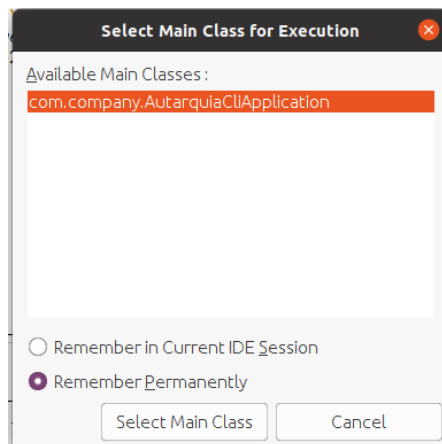 Select Main Class for Execution
Available Main Classes :
com.company.AutarquiaCliApplication
Remember in Current IDE Session
Remember Permanently
Select Main Class
Cancel